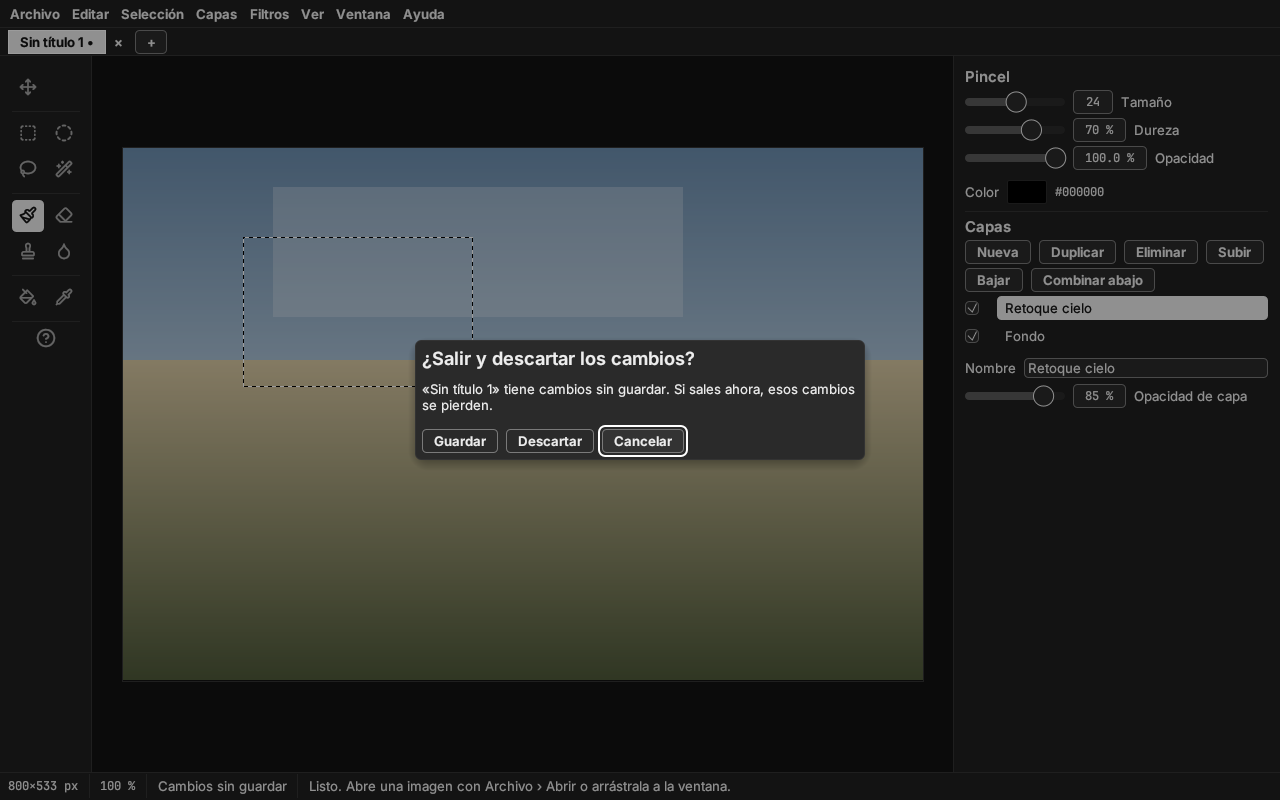 Archivo Editar Selección Capas Filtros Ver Ventana Ayuda
Sin título 1 • × +
Pincel
24 Tamaño
70 % Dureza
100.0 % Opacidad
Color #000000
Capas
Nueva Duplicar Eliminar Subir
Bajar Combinar abajo
Retoque cielo
Fondo
Nombre Retoque cielo
85 % Opacidad de capa
¿Salir y descartar los cambios?
«Sin título 1» tiene cambios sin guardar. Si sales ahora, esos cambios
se pierden.
Guardar Descartar Cancelar
800×533 px 100 % Cambios sin guardar Listo. Abre una imagen con Archivo › Abrir o arrástrala a la ventana.